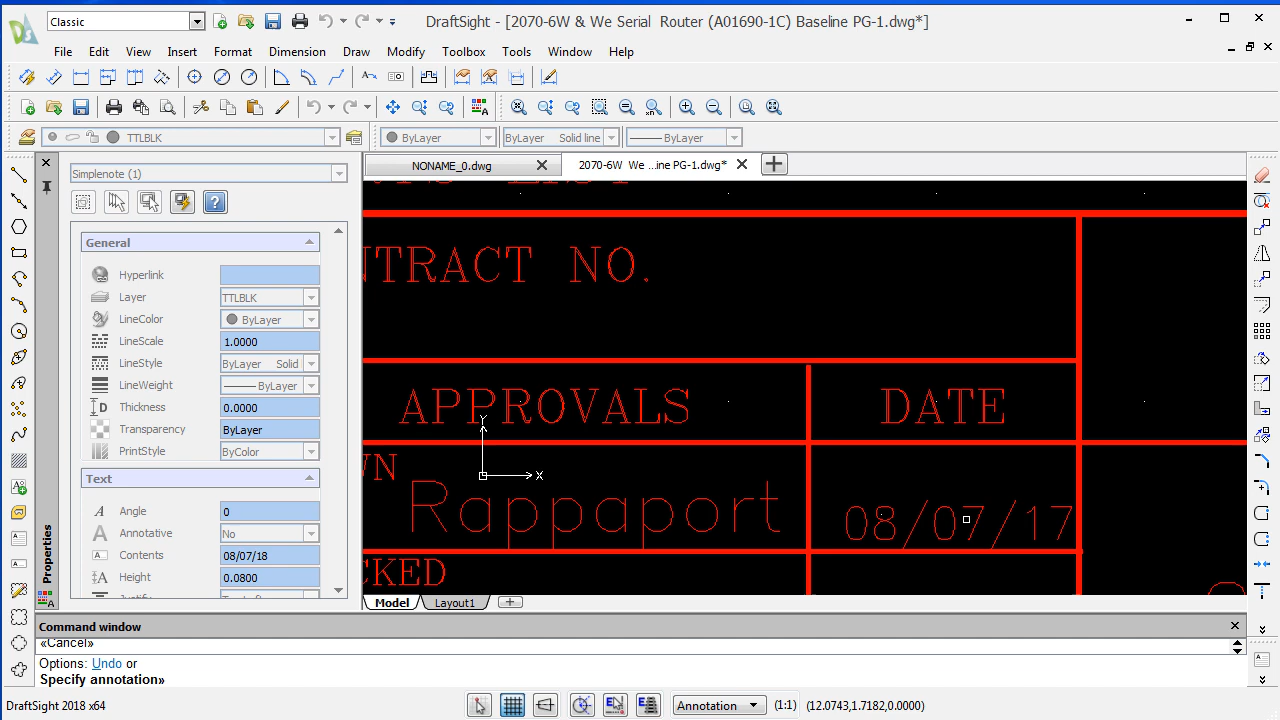 Classic
DraftSight - [2070-6W & We Serial Router (A01690-1C) Baseline PG-1.dwg*]
File Edit View Insert Format Dimension Draw Modify Toolbox Tools Window Help
TTLBLK
ByLayer
ByLayer Solid line
ByLayer
Simplenote (1)
NONAME_0.dwg
2070-6W We ...ine PG-1.dwg*
General
Hyperlink
Layer TTLBLK
LineColor ByLayer
LineScale 1.0000
LineStyle ByLayer Solid
LineWeight ByLayer
Thickness 0.0000
Transparency ByLayer
PrintStyle ByColor
Text
Angle 0
Annotative No
Contents 08/07/18
Height 0.0800
Properties
NTRACT NO.
APPROVALS DATE
Y
X
WN
Rappaport 08/07/17
CKED
Model Layout1
Command window
«Cancel»
Options: Undo or
Specify annotation»
DraftSight 2018 x64
Annotation (1:1) (12.0743,1.7182,0.0000)